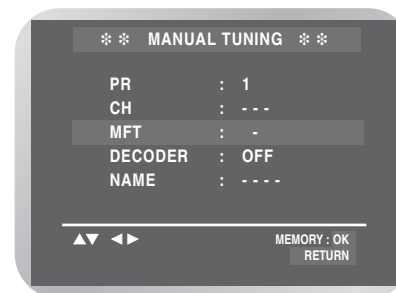 ❄ ❄ MANUAL TUNING ❄ ❄
PR : 1
CH : - - -
MFT : -
DECODER : OFF
NAME : - - - -
▲▼ ◀▶ MEMORY : OK
RETURN